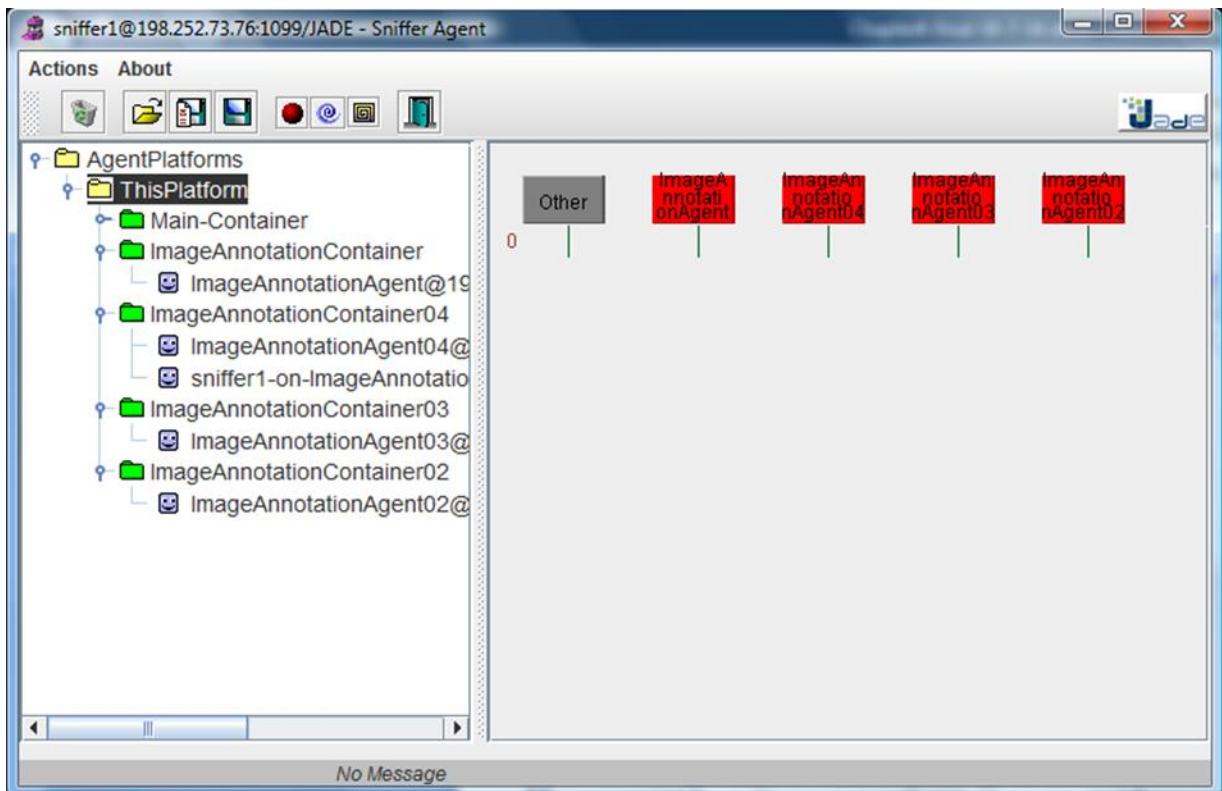 sniffer1@198.252.73.76:1099/JADE - Sniffer Agent
Actions About
Jade
AgentPlatforms
ThisPlatform
Main-Container
ImageAnnotationContainer
ImageAnnotationAgent@19
ImageAnnotationContainer04
ImageAnnotationAgent04@
sniffer1-on-ImageAnnotatio
ImageAnnotationContainer03
ImageAnnotationAgent03@
ImageAnnotationContainer02
ImageAnnotationAgent02@
Other
ImageA
nnotati
onAgent
ImageAn
notatio
nAgent04
ImageAn
notatio
nAgent03
ImageAn
notatio
nAgent02
0
No Message